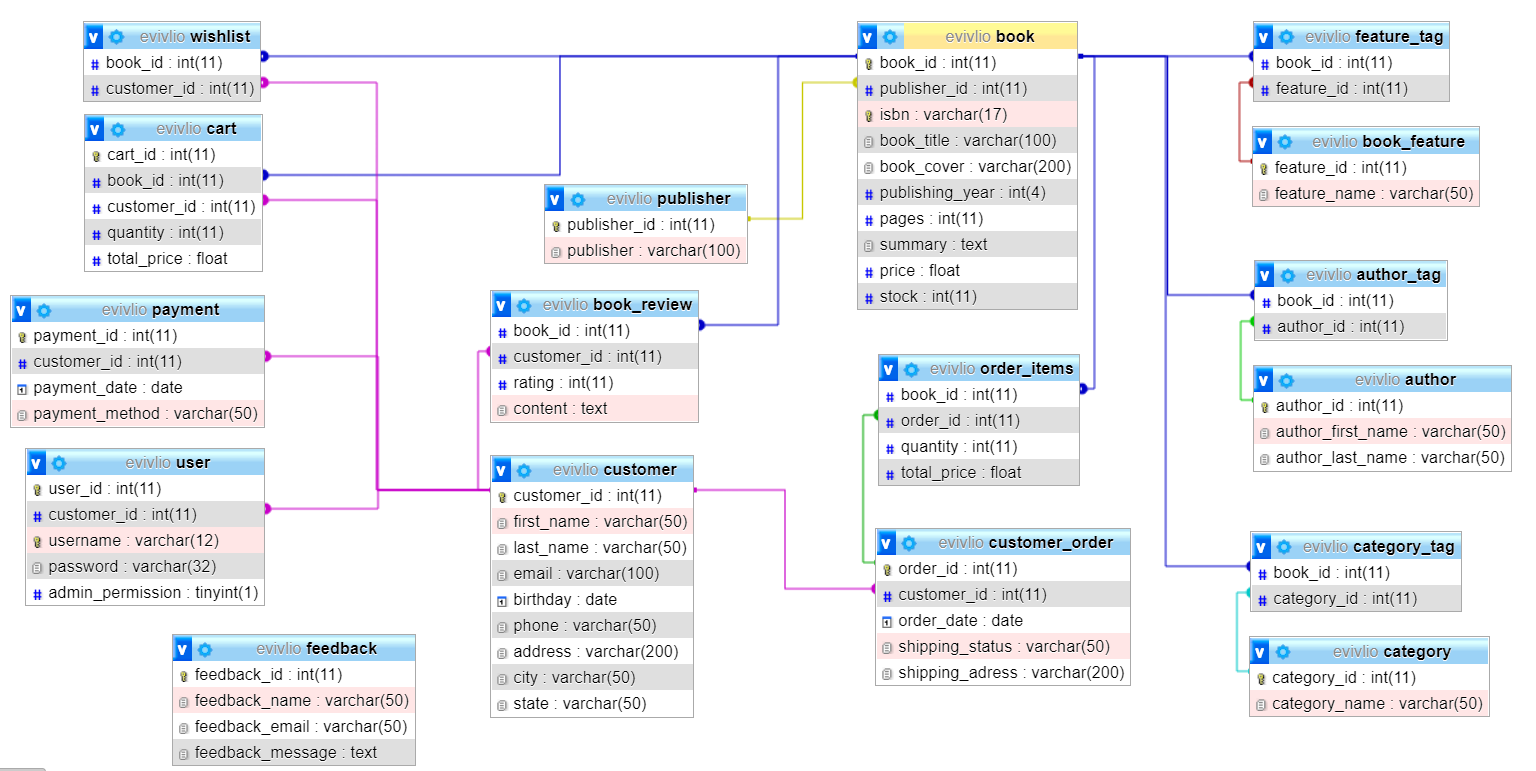 v evivlio wishlist
# book_id : int(11)
# customer_id : int(11)
v evivlio cart
cart_id : int(11)
# book_id : int(11)
# customer_id : int(11)
# quantity : int(11)
# total_price : float
v evivlio payment
payment_id : int(11)
# customer_id : int(11)
payment_date : date
payment_method : varchar(50)
v evivlio user
user_id : int(11)
# customer_id : int(11)
username : varchar(12)
password : varchar(32)
# admin_permission : tinyint(1)
v evivlio feedback
feedback_id : int(11)
feedback_name : varchar(50)
feedback_email : varchar(50)
feedback_message : text
v evivlio publisher
publisher_id : int(11)
publisher : varchar(100)
v evivlio book_review
# book_id : int(11)
# customer_id : int(11)
# rating : int(11)
content : text
v evivlio customer
customer_id : int(11)
first_name : varchar(50)
last_name : varchar(50)
email : varchar(100)
birthday : date
phone : varchar(50)
address : varchar(200)
city : varchar(50)
state : varchar(50)
v evivlio book
book_id : int(11)
# publisher_id : int(11)
isbn : varchar(17)
book_title : varchar(100)
book_cover : varchar(200)
# publishing_year : int(4)
# pages : int(11)
summary : text
# price : float
# stock : int(11)
v evivlio order_items
# book_id : int(11)
# order_id : int(11)
# quantity : int(11)
# total_price : float
v evivlio customer_order
order_id : int(11)
# customer_id : int(11)
order_date : date
shipping_status : varchar(50)
shipping_adress : varchar(200)
v evivlio feature_tag
# book_id : int(11)
# feature_id : int(11)
v evivlio book_feature
feature_id : int(11)
feature_name : varchar(50)
v evivlio author_tag
# book_id : int(11)
# author_id : int(11)
v evivlio author
author_id : int(11)
author_first_name : varchar(50)
author_last_name : varchar(50)
v evivlio category_tag
# book_id : int(11)
# category_id : int(11)
v evivlio category
category_id : int(11)
category_name : varchar(50)